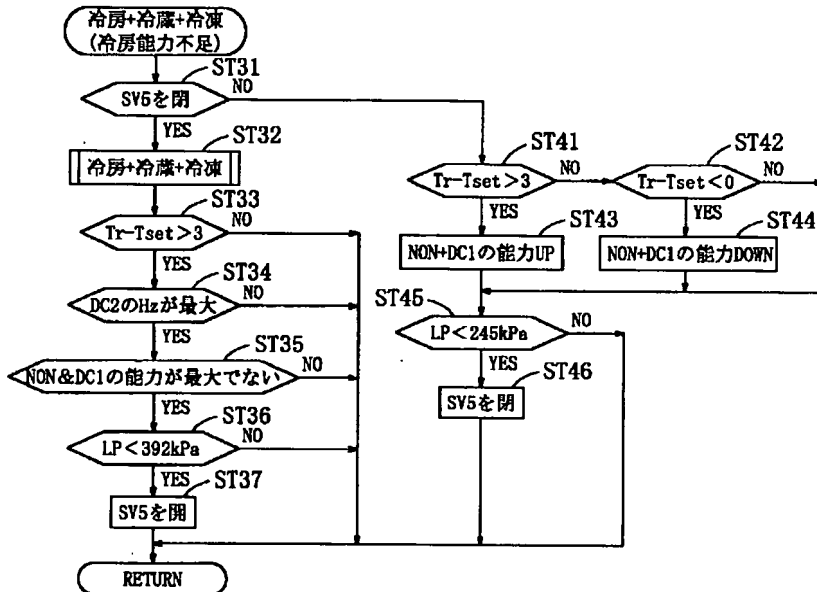 冷房+冷蔵+冷凍
(冷房能力不足)
ST31
SV5を閉
NO
YES
ST32
冷房+冷蔵+冷凍
ST33
Tr-Tset>3
NO
YES
ST34
DC2のHzが最大
NO
YES
ST35
NON&DC1の能力が最大でない
NO
YES
ST36
LP<392kPa
NO
YES
ST37
SV5を開
RETURN
ST41
Tr-Tset>3
NO
YES
ST42
Tr-Tset<0
NO
YES
ST43
NON+DC1の能力UP
ST44
NON+DC1の能力DOWN
ST45
LP<245kPa
NO
YES
ST46
SV5を閉